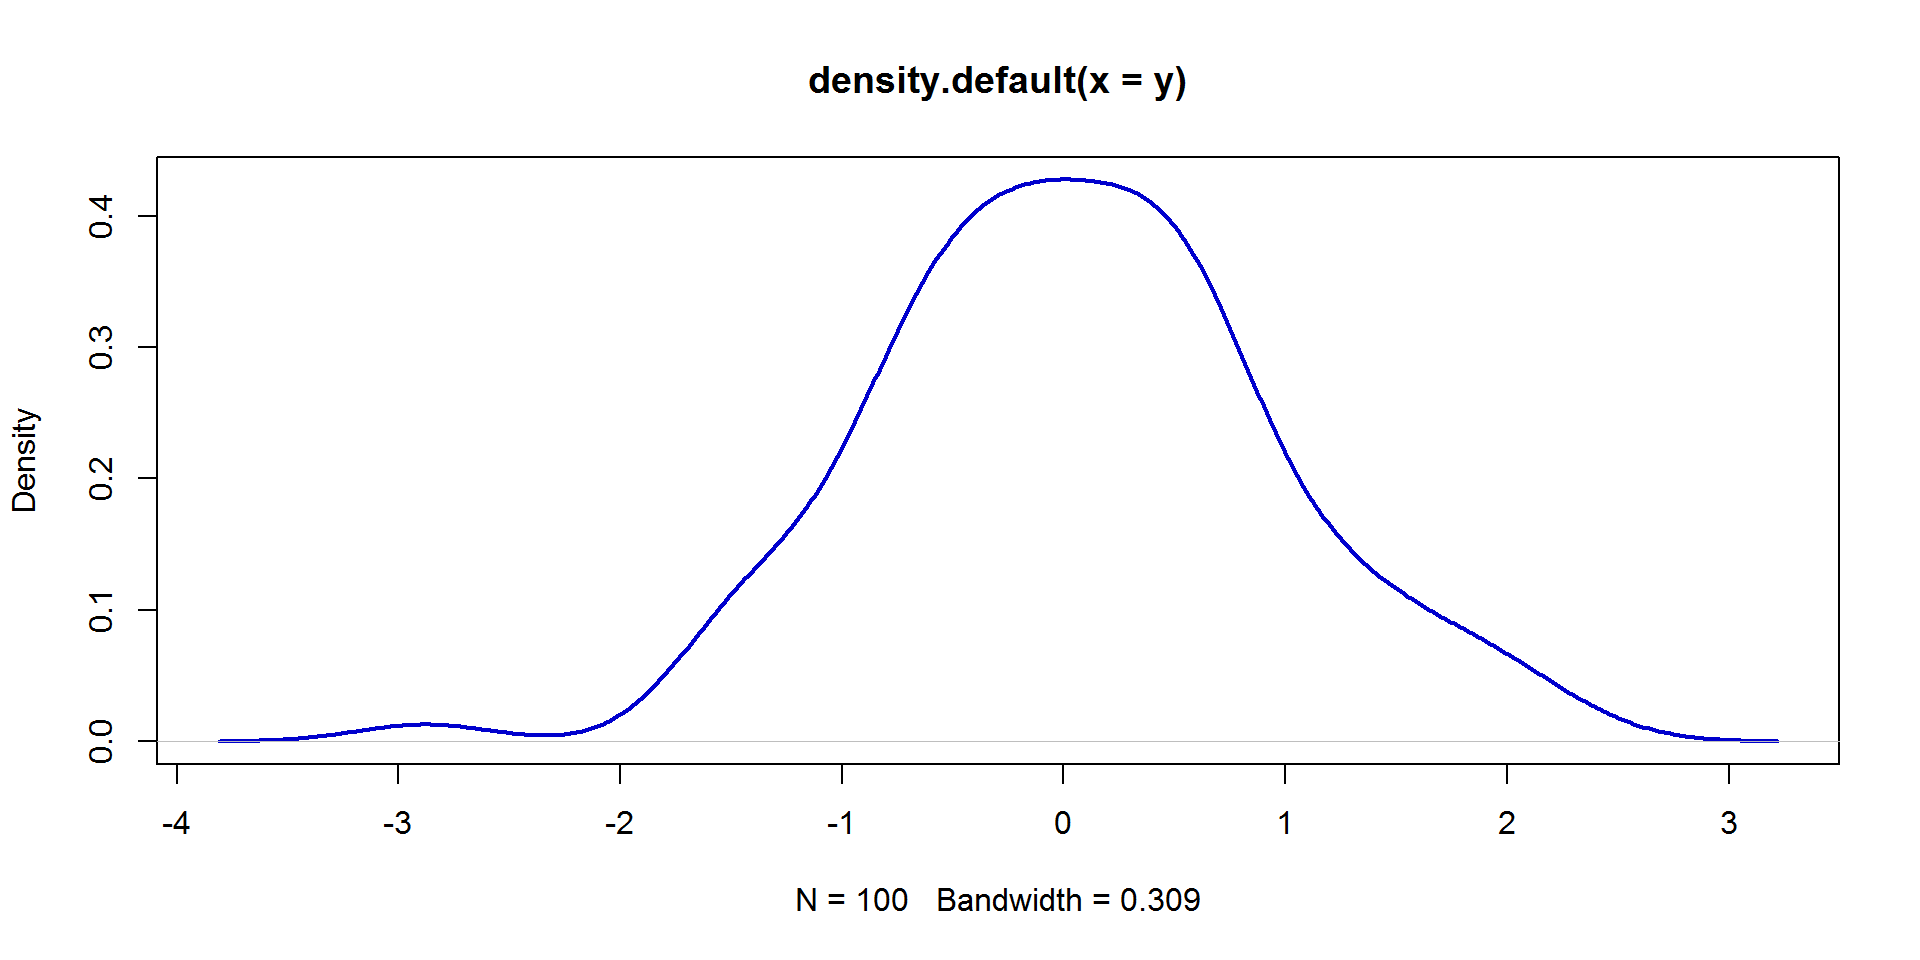 density.default(x = y)
Density
0.4
0.3
0.2
0.1
0.0
-4 -3 -2 -1 0 1 2 3
N = 100   Bandwidth = 0.309